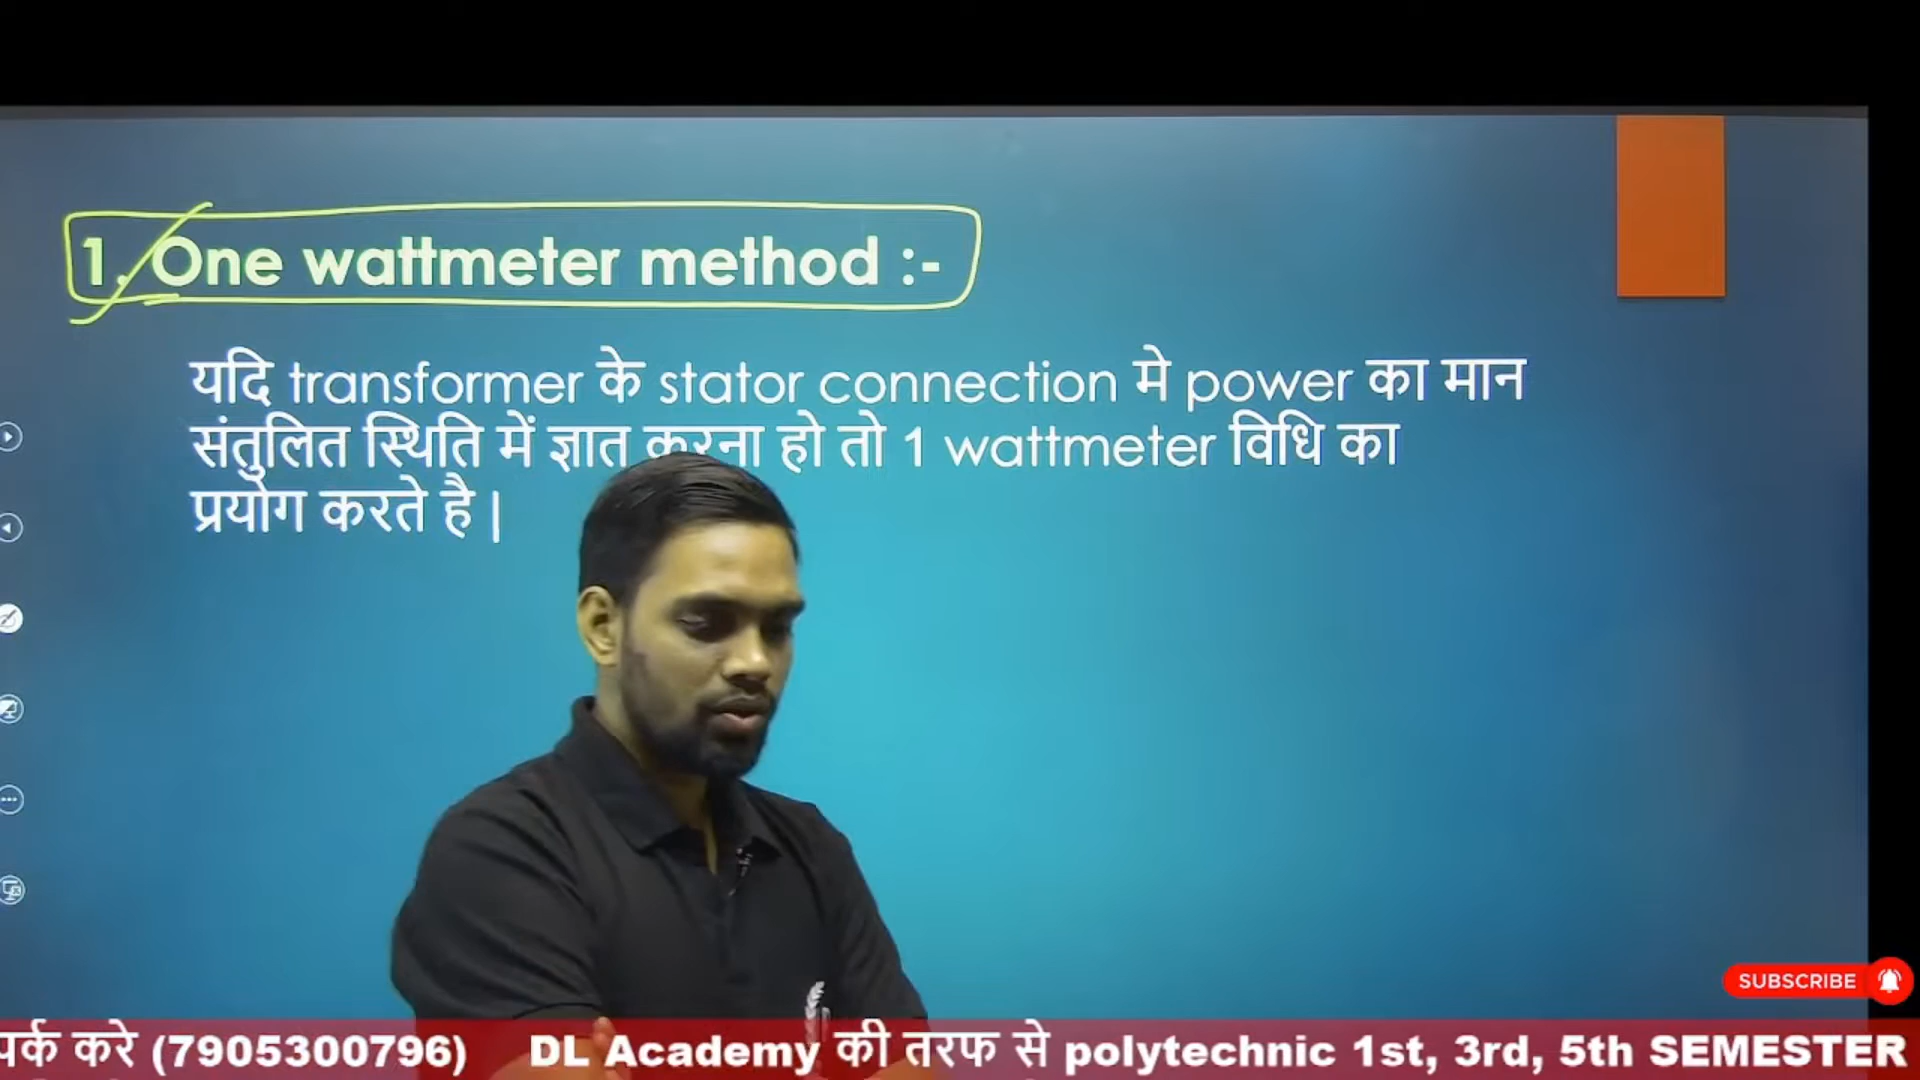 1. One wattmeter method :-
यदि transformer के stator connection मे power का मान
संतुलित स्थिति में ज्ञात करना हो तो 1 wattmeter विधि का
प्रयोग करते है |
SUBSCRIBE
पर्क करे (7905300796) DL Academy की तरफ से polytechnic 1st, 3rd, 5th SEMESTER